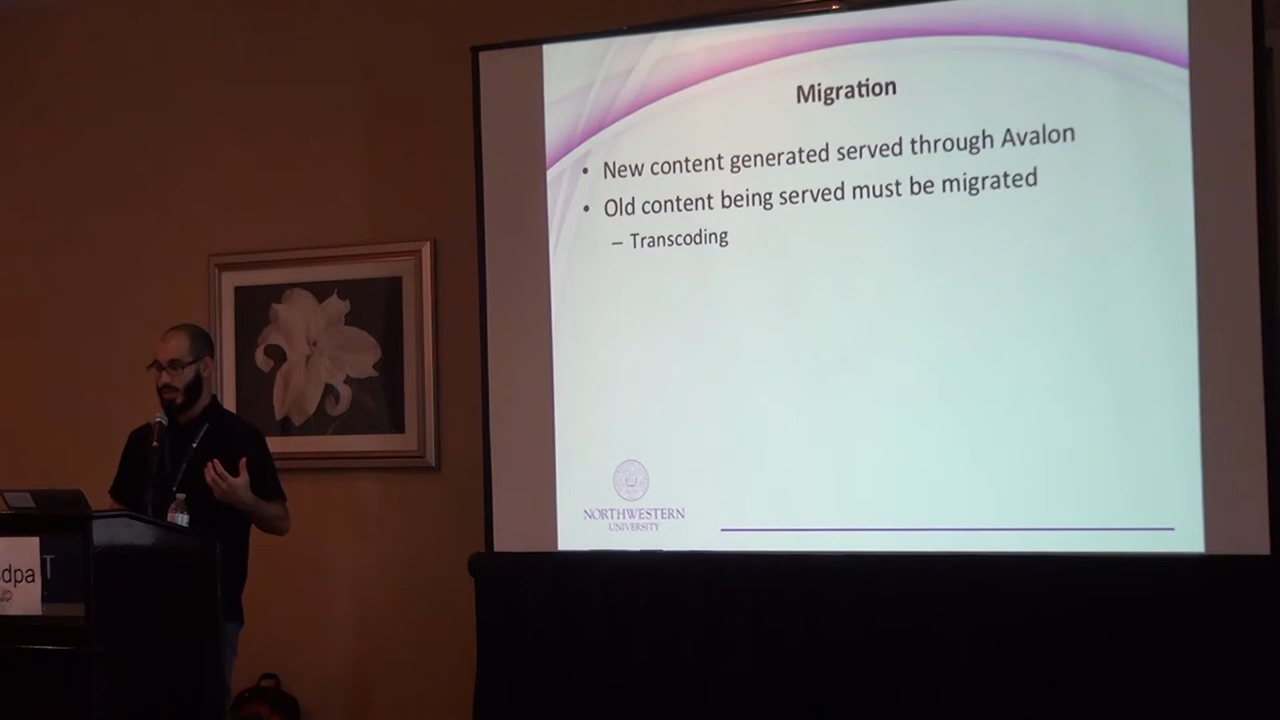 Migration
• New content generated served through Avalon
• Old content being served must be migrated
– Transcoding
NORTHWESTERN
UNIVERSITY
dpa
T